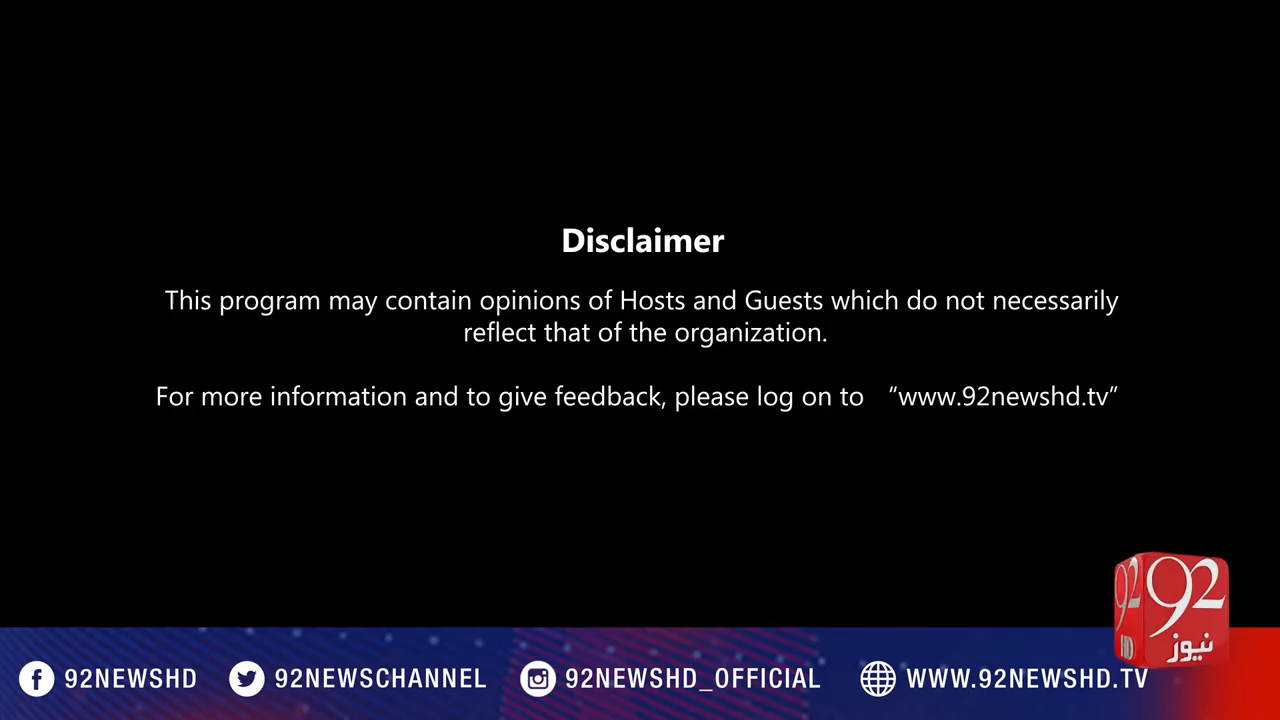 Disclaimer
This program may contain opinions of Hosts and Guests which do not necessarily
reflect that of the organization.
For more information and to give feedback, please log on to “www.92newshd.tv”
92
92
HD
نیوز
92NEWSHD
92NEWSCHANNEL
92NEWSHD_OFFICIAL
WWW.92NEWSHD.TV